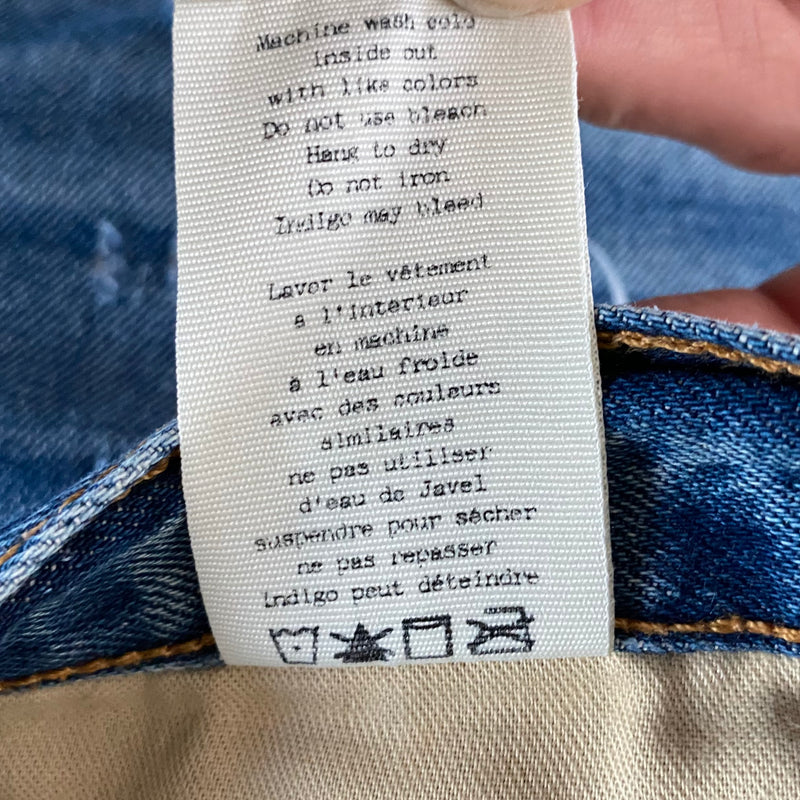 Machine wash cold
Inside out
with like colors
Do not use bleach
Hang to dry
Do not iron
Indigo may bleed
Laver le vêtement
a l'interieur
en machine
à l'eau froide
avec des couleurs
similaires
ne pas utiliser
d'eau de Javel
suspendre pour sécher
ne pas repasser
indigo peut déteindre